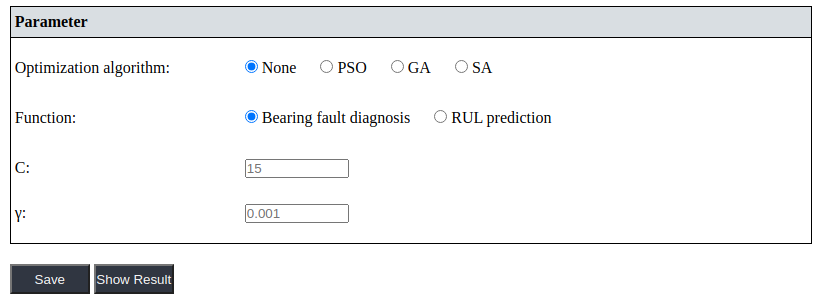 Parameter
Optimization algorithm: None PSO GA SA
Function: Bearing fault diagnosis RUL prediction
C: 15
γ: 0.001
Save Show Result